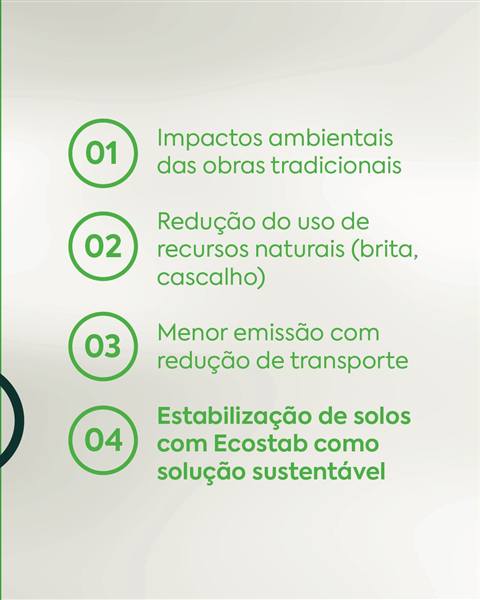 01
Impactos ambientais
das obras tradicionais
02
Redução do uso de
recursos naturais (brita,
cascalho)
03
Menor emissão com
redução de transporte
04
Estabilização de solos
com Ecostab como
solução sustentável